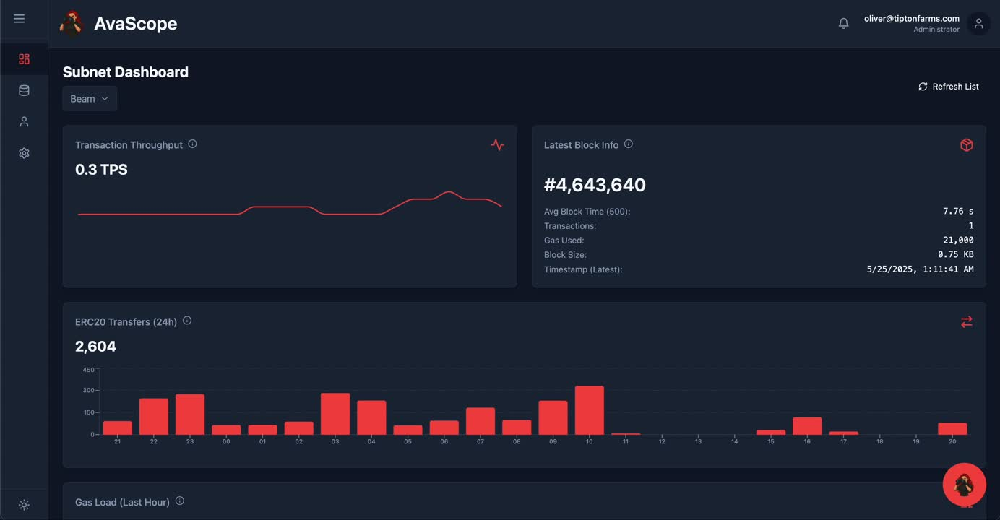 AvaScope
oliver@tiptonfarms.com
Administrator
Subnet Dashboard
Beam
Refresh List
Transaction Throughput
0.3 TPS
Latest Block Info
#4,643,640
Avg Block Time (500): 7.76 s
Transactions: 1
Gas Used: 21,000
Block Size: 0.75 KB
Timestamp (Latest): 5/25/2025, 1:11:41 AM
ERC20 Transfers (24h)
2,604
450
300
150
0
21 22 23 00 01 02 03 04 05 06 07 08 09 10 11 12 13 14 15 16 17 18 19 20
Gas Load (Last Hour)